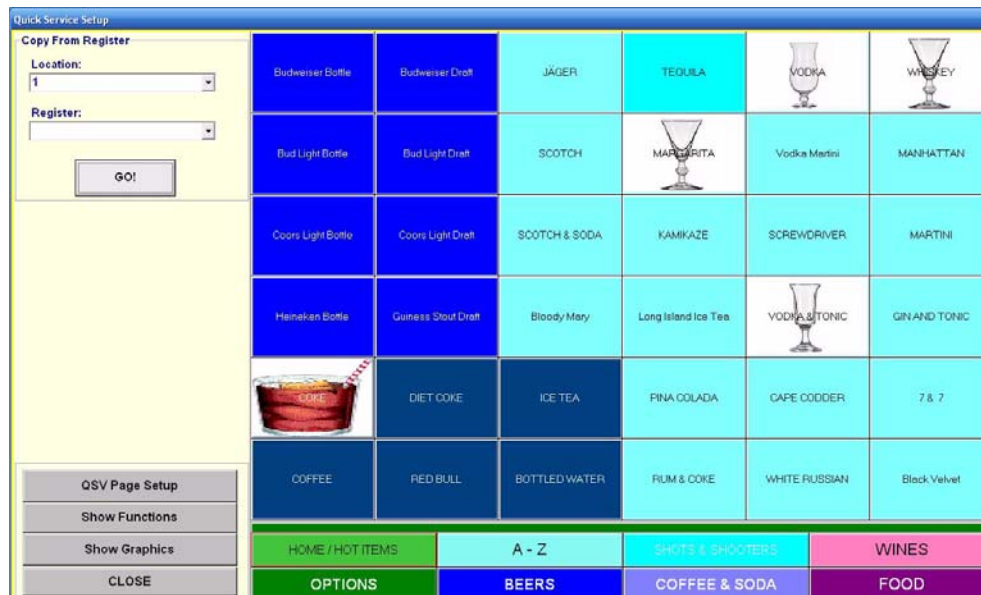 Quick Service Setup
Copy From Register
Location:
1
Register:
GO!
Budweiser Bottle
Budweiser Draft
JÄGER
TEQUILA
VODKA
WHISKEY
Bud Light Bottle
Bud Light Draft
SCOTCH
MARGARITA
Vodka Martini
MANHATTAN
Coors Light Bottle
Coors Light Draft
SCOTCH & SODA
KAMIKAZE
SCREWDRIVER
MARTINI
Heineken Bottle
Guiness Stout Draft
Bloody Mary
Long Island Ice Tea
VODKA & TONIC
GIN AND TONIC
COKE
DIET COKE
ICE TEA
PINA COLADA
CAPE CODDER
7 & 7
COFFEE
RED BULL
BOTTLED WATER
RUM & COKE
WHITE RUSSIAN
Black Velvet
QSV Page Setup
Show Functions
Show Graphics
CLOSE
HOME / HOT ITEMS
A - Z
SHOTS & SHOOTERS
WINES
OPTIONS
BEERS
COFFEE & SODA
FOOD